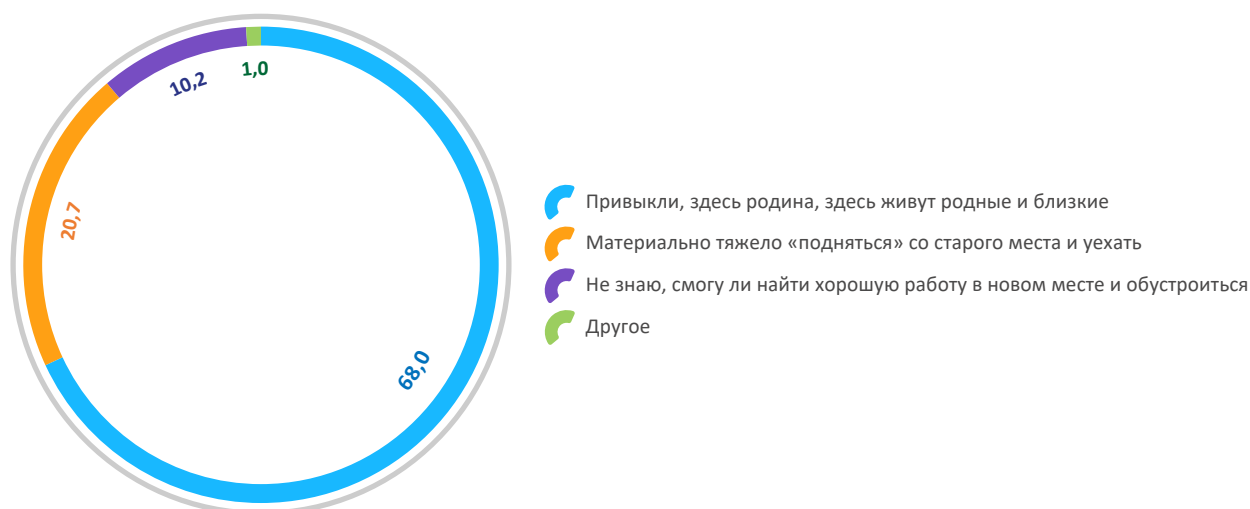 1,0
10,2
20,7
68,0
Привыкли, здесь родина, здесь живут родные и близкие
Материально тяжело «подняться» со старого места и уехать
Не знаю, смогу ли найти хорошую работу в новом месте и обустроиться
Другое